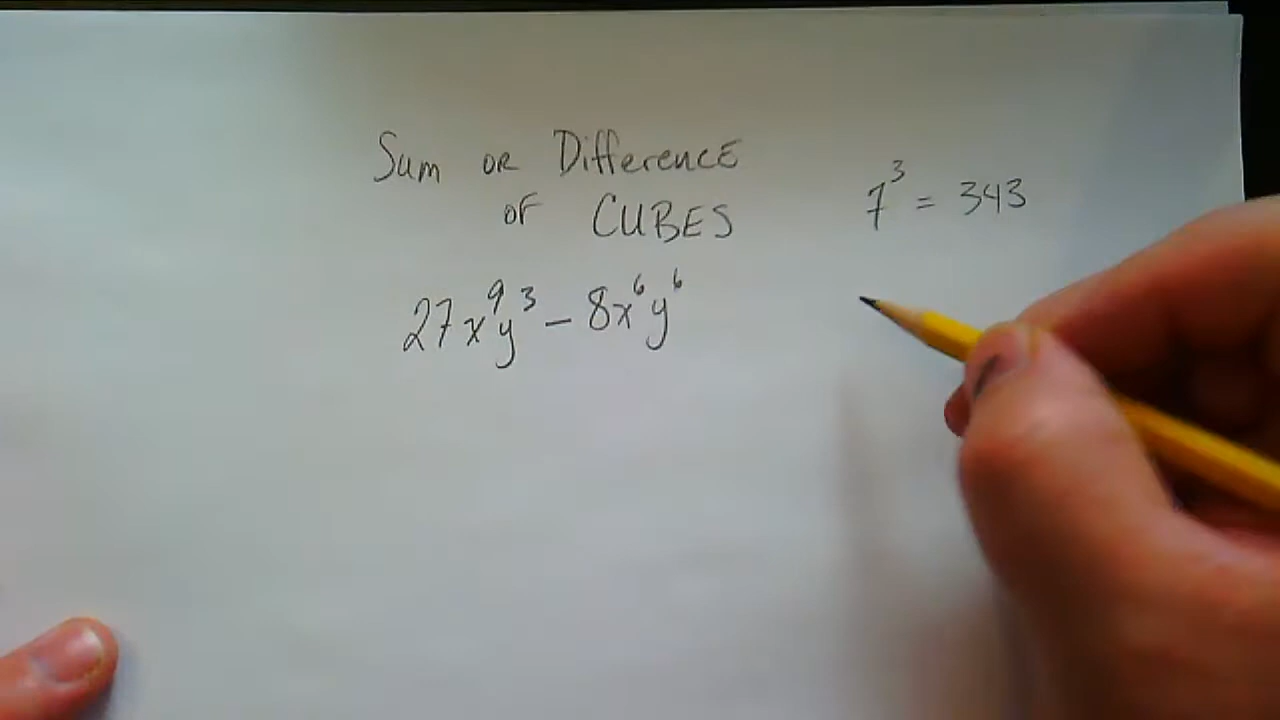 Sum OR Difference
OF CUBES
7³ = 343
27x⁹y³ - 8x⁶y⁶